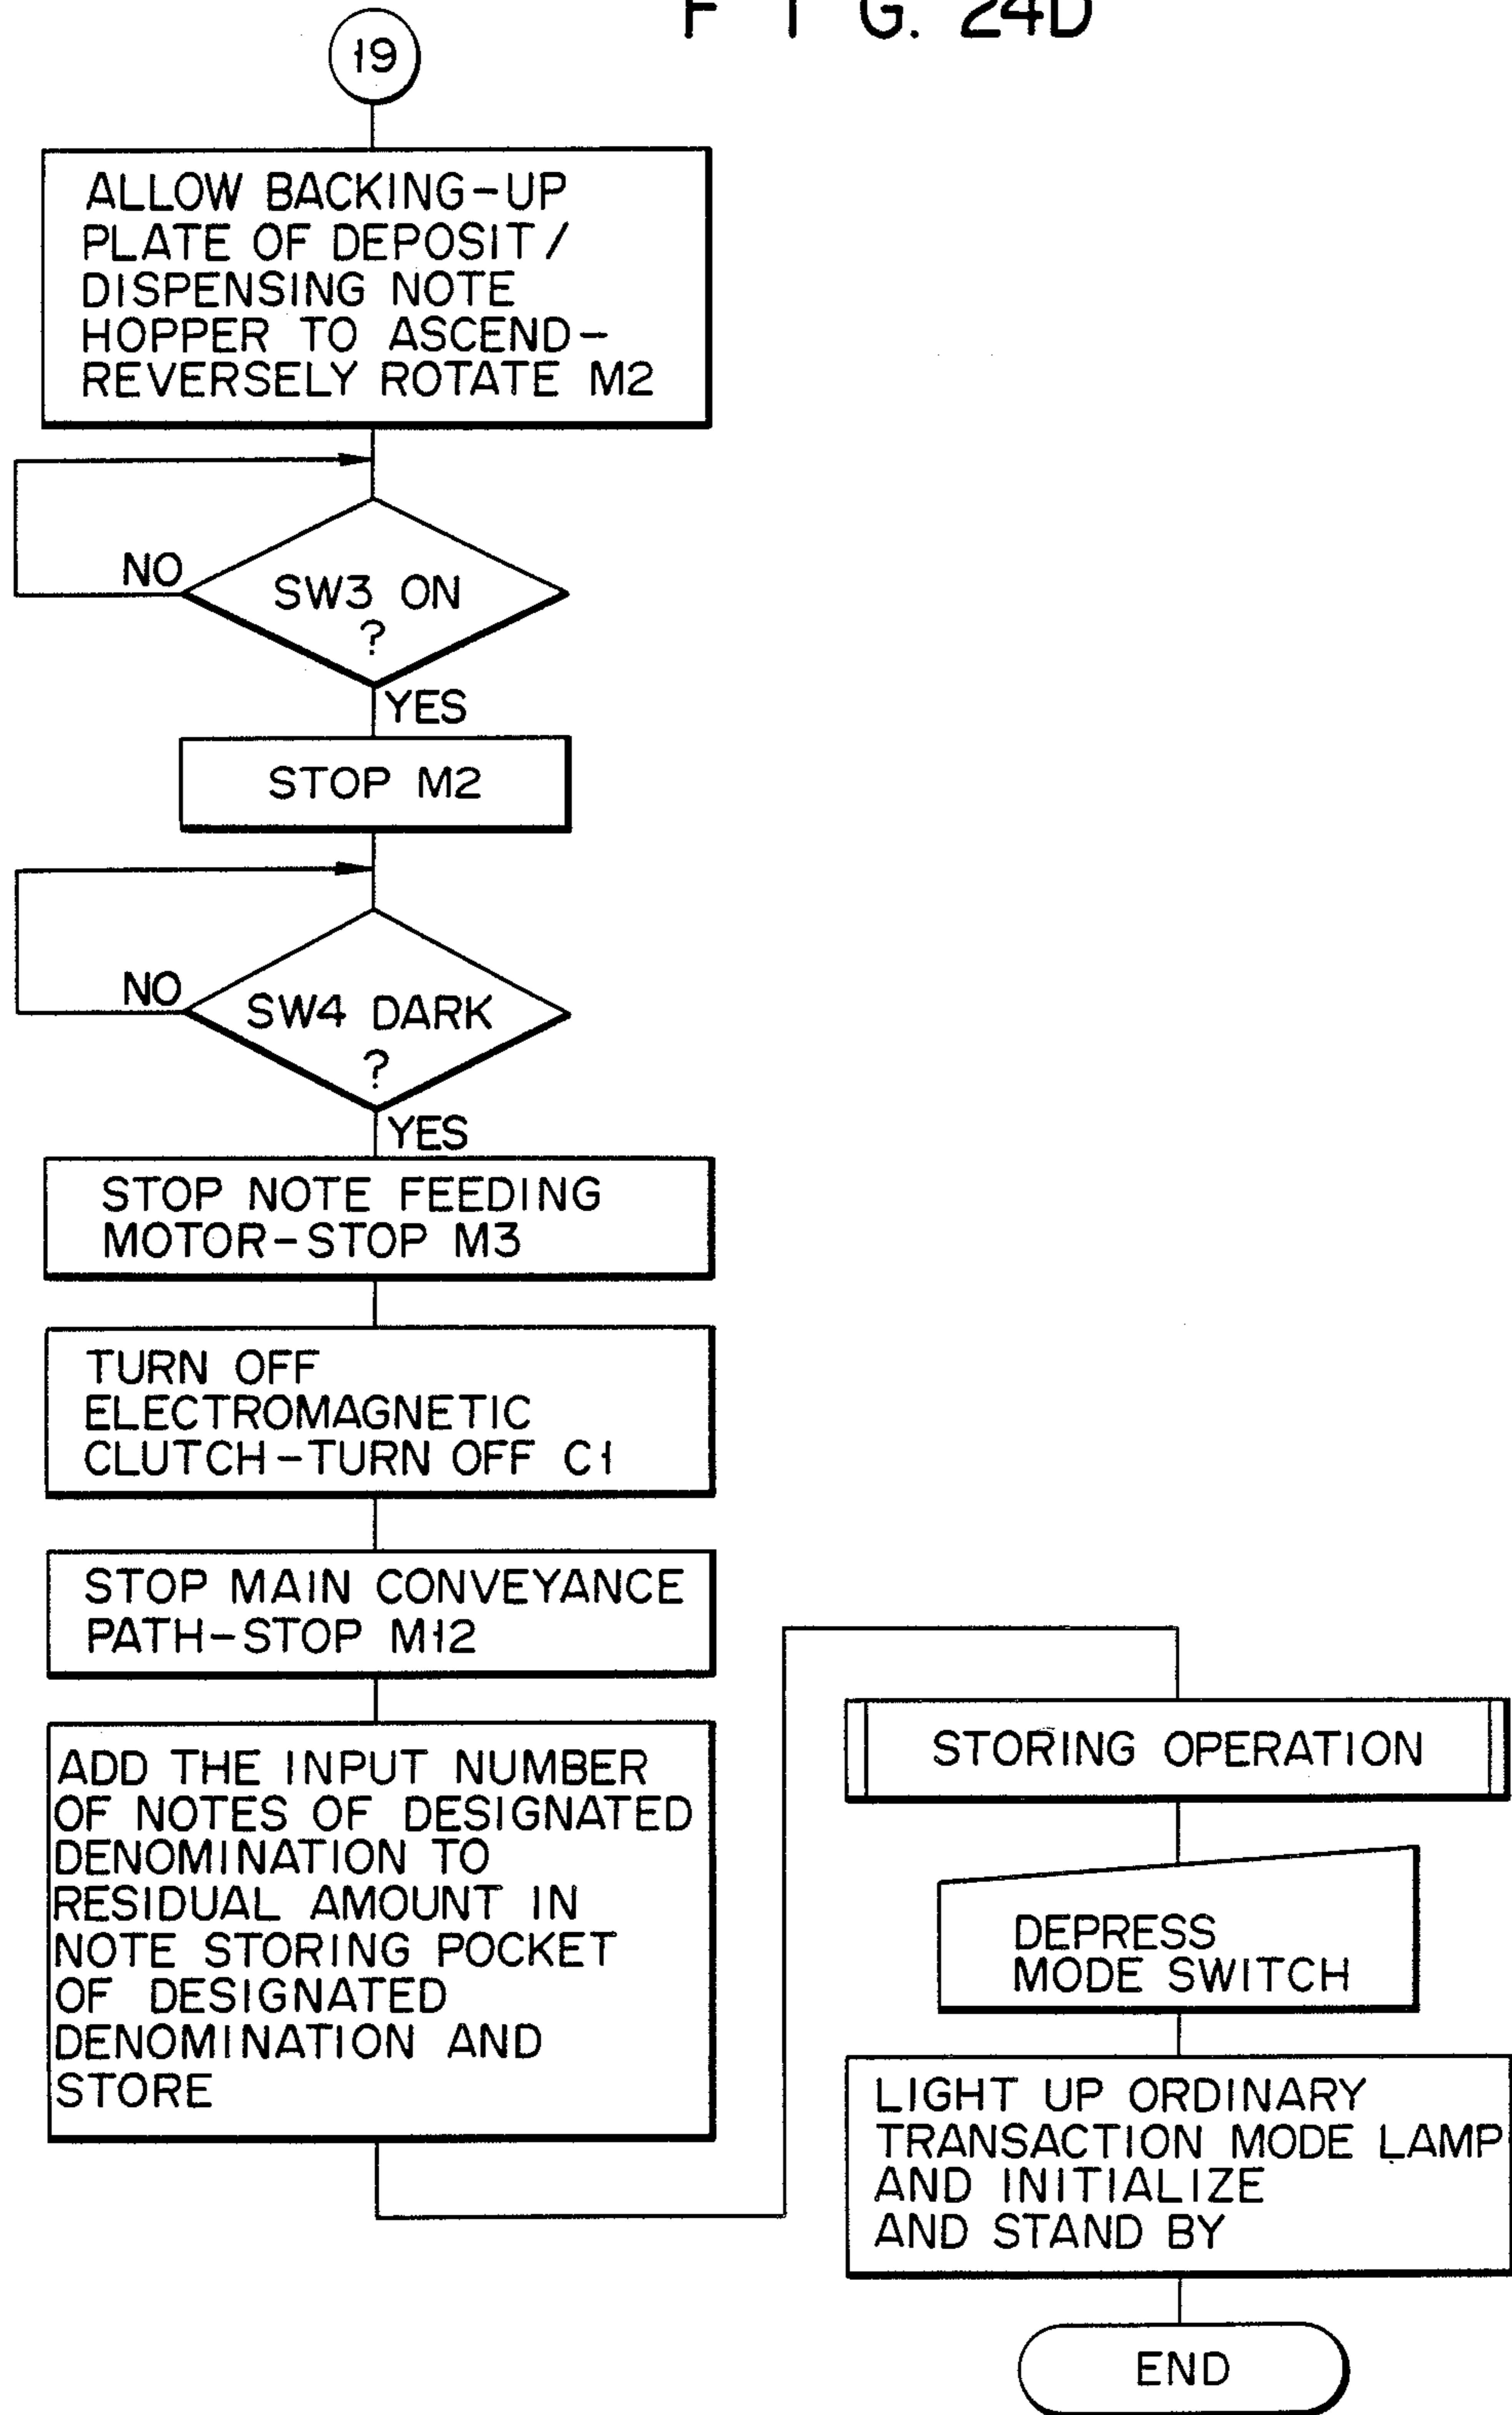 F I G. 24D
19
ALLOW BACKING-UP
PLATE OF DEPOSIT/
DISPENSING NOTE
HOPPER TO ASCEND-
REVERSELY ROTATE M2
NO
SW3 ON
?
YES
STOP M2
NO
SW4 DARK
?
YES
STOP NOTE FEEDING
MOTOR-STOP M3
TURN OFF
ELECTROMAGNETIC
CLUTCH-TURN OFF C1
STOP MAIN CONVEYANCE
PATH-STOP M12
ADD THE INPUT NUMBER
OF NOTES OF DESIGNATED
DENOMINATION TO
RESIDUAL AMOUNT IN
NOTE STORING POCKET
OF DESIGNATED
DENOMINATION AND
STORE
STORING OPERATION
DEPRESS
MODE SWITCH
LIGHT UP ORDINARY
TRANSACTION MODE LAMP
AND INITIALIZE
AND STAND BY
END